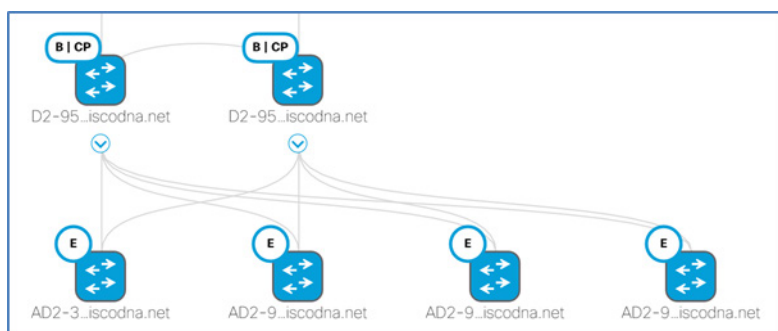 B | CP
B | CP
D2-95...iscodna.net
D2-95...iscodna.net
E
E
E
E
AD2-3...iscodna.net
AD2-9...iscodna.net
AD2-9...iscodna.net
AD2-9...iscodna.net